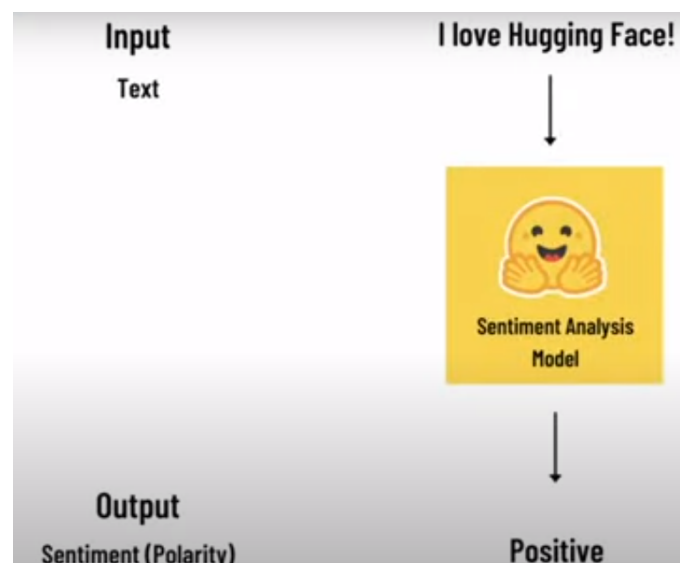 Input
I love Hugging Face!
Text
Sentiment Analysis
Model
Output
Sentiment (Polarity)
Positive